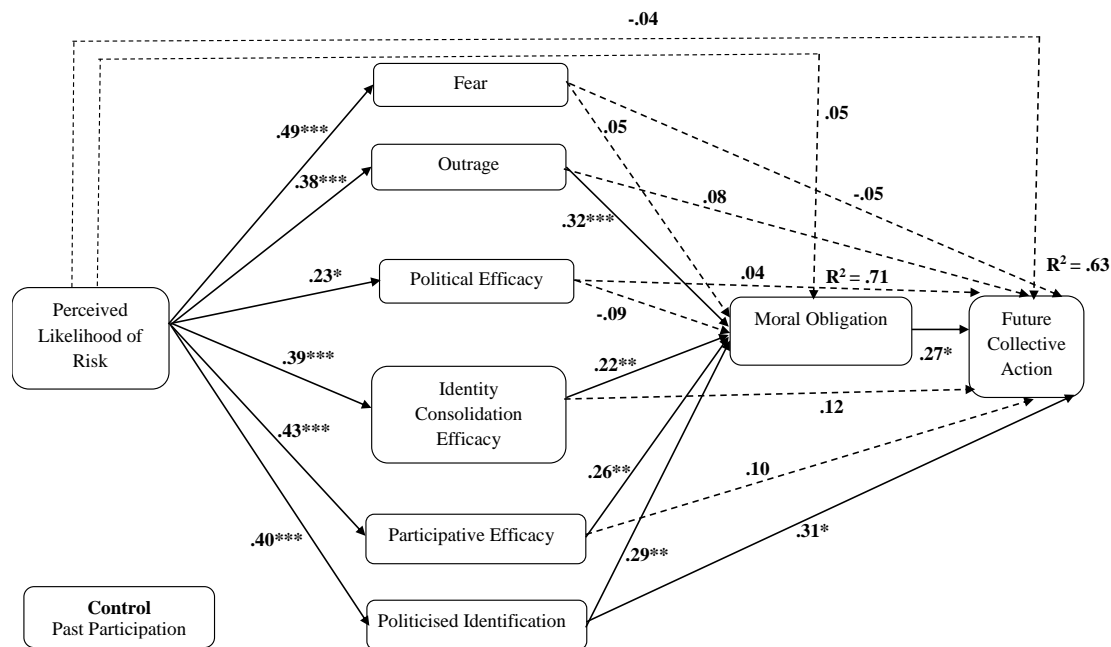 -.04
Fear
.05
.05
.49***
Outrage
.38***
-.05
.08
.32***
Political Efficacy
.23*
.04
R² = .71
R² = .63
-.09
Perceived
Likelihood of
Risk
Moral Obligation
Future
Collective
Action
.27*
.39***
Identity
Consolidation
Efficacy
.22**
.12
.43***
.26**
.10
Participative Efficacy
.40***
.31*
.29**
Control
Past Participation
Politicised Identification